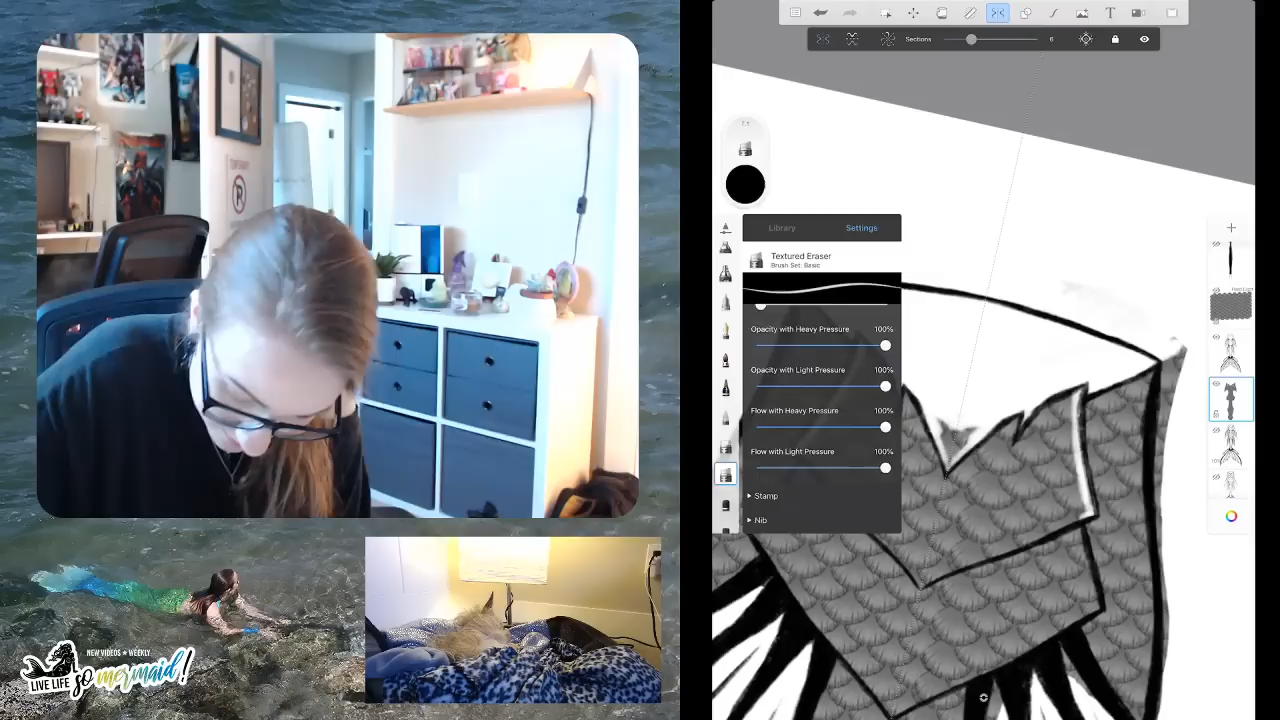 Sections 6
Library Settings
Textured Eraser
Brush Set: Basic
Opacity with Heavy Pressure 100%
Opacity with Light Pressure 100%
Flow with Heavy Pressure 100%
Flow with Light Pressure 100%
Stamp
Nib
NEW VIDEOS ★ WEEKLY
LIVE LIFE so mermaid!